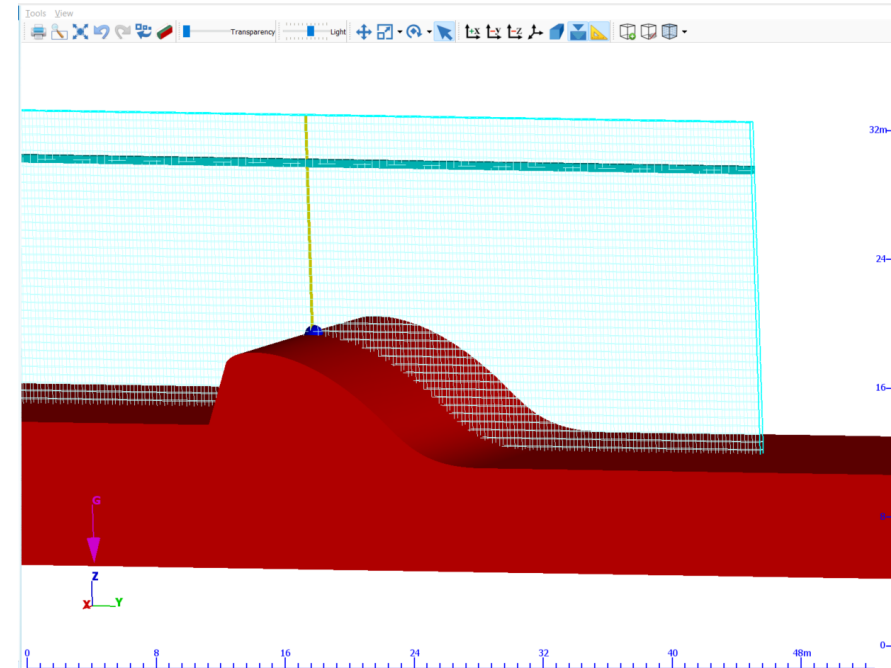 Tools View
Transparency Light +X -Y -Z
32m
24
16
G
8
Z
X Y
0
0 8 16 24 32 40 48m